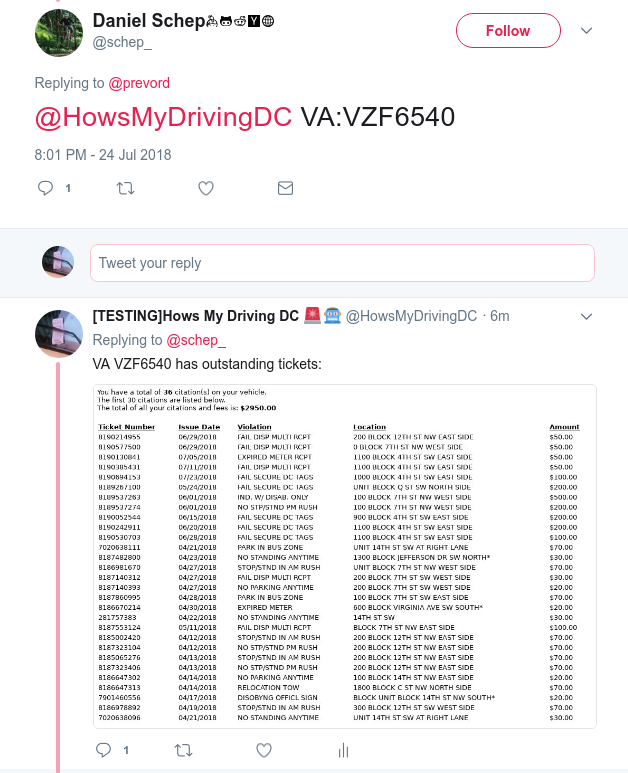 Daniel Schep
@schep_
Follow
Replying to @prevord
@HowsMyDrivingDC VA:VZF6540
8:01 PM - 24 Jul 2018
1
Tweet your reply
[TESTING]Hows My Driving DC @HowsMyDrivingDC · 6m
Replying to @schep_
VA VZF6540 has outstanding tickets:
You have a total of 36 citation(s) on your vehicle.
The first 30 citations are listed below.
The total of all your citations and fees is: $2950.00
Ticket Number Issue Date Violation Location Amount
8190214955 06/29/2018 FAIL DISP MULTI RCPT 200 BLOCK 12TH ST NW EAST SIDE $50.00
8190577500 06/29/2018 FAIL DISP MULTI RCPT 0 BLOCK 7TH ST NW WEST SIDE $50.00
8190130841 07/05/2018 EXPIRED METER RCPT 1100 BLOCK 4TH ST SW EAST SIDE $50.00
8190385431 07/11/2018 FAIL DISP MULTI RCPT 1100 BLOCK 4TH ST SW EAST SIDE $50.00
8190694153 07/23/2018 FAIL SECURE DC TAGS 1000 BLOCK 4TH ST SW EAST SIDE $100.00
8189267100 05/24/2018 FAIL SECURE DC TAGS UNIT BLOCK Q ST SW NORTH SIDE $200.00
8189537263 06/01/2018 IND. W/ DISAB. ONLY 100 BLOCK 7TH ST NW WEST SIDE $500.00
8189537274 06/01/2018 NO STP/STND PM RUSH 100 BLOCK 7TH ST NW WEST SIDE $200.00
8190052544 06/15/2018 FAIL SECURE DC TAGS 900 BLOCK 4TH ST SW EAST SIDE $200.00
8190242911 06/20/2018 FAIL SECURE DC TAGS 1100 BLOCK 4TH ST SW EAST SIDE $200.00
8190530703 06/28/2018 FAIL SECURE DC TAGS 1100 BLOCK 4TH ST SW EAST SIDE $100.00
7020638111 04/21/2018 PARK IN BUS ZONE UNIT 14TH ST SW AT RIGHT LANE $70.00
8187482800 04/23/2018 NO STANDING ANYTIME 1300 BLOCK JEFFERSON DR SW NORTH* $30.00
8186981670 04/27/2018 STOP/STND IN AM RUSH UNIT BLOCK 7TH ST NW WEST SIDE $70.00
8187140312 04/27/2018 FAIL DISP MULTI RCPT 200 BLOCK 7TH ST SW WEST SIDE $30.00
8187140393 04/27/2018 NO PARKING ANYTIME 200 BLOCK 7TH ST SW WEST SIDE $20.00
8187860995 04/28/2018 PARK IN BUS ZONE 100 BLOCK 7TH ST SW EAST SIDE $70.00
8186670214 04/30/2018 EXPIRED METER 600 BLOCK VIRGINIA AVE SW SOUTH* $20.00
281757383 04/22/2018 NO STANDING ANYTIME 14TH ST SW $30.00
8187553124 05/11/2018 FAIL DISP MULTI RCPT BLOCK 7TH ST NW EAST SIDE $100.00
8185002420 04/12/2018 STOP/STND IN AM RUSH 200 BLOCK 12TH ST NW EAST SIDE $70.00
8187323104 04/12/2018 NO STP/STND PM RUSH 200 BLOCK 12TH ST NW EAST SIDE $70.00
8185065276 04/13/2018 STOP/STND IN AM RUSH 200 BLOCK 12TH ST NW EAST SIDE $70.00
8187323406 04/13/2018 NO STP/STND PM RUSH 200 BLOCK 12TH ST NW EAST SIDE $70.00
8186647302 04/14/2018 NO PARKING ANYTIME 100 BLOCK 14TH ST NW EAST SIDE $20.00
8186647313 04/14/2018 RELOCATION TOW 1800 BLOCK C ST NW NORTH SIDE $70.00
7901460556 04/17/2018 DISOBYNG OFFICL SIGN BLOCK UNIT BLOCK 14TH ST NW SOUTH* $20.00
8186978892 04/19/2018 STOP/STND IN AM RUSH 300 BLOCK 12TH ST SW WEST SIDE $70.00
7020638096 04/21/2018 NO STANDING ANYTIME UNIT 14TH ST SW AT RIGHT LANE $30.00
1